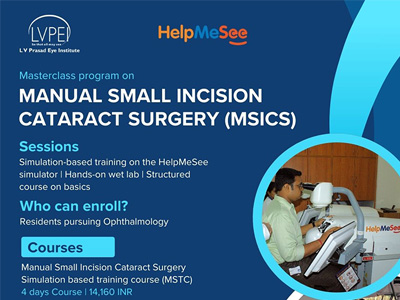 LVPEI
L V Prasad Eye Institute
HelpMeSee
Masterclass program on
MANUAL SMALL INCISION
CATARACT SURGERY (MSICS)
Sessions
Simulation-based training on the HelpMeSee
simulator | Hands-on wet lab | Structured
course on basics
Who can enroll?
Residents pursuing Ophthalmology
Courses
Manual Small Incision Cataract Surgery
Simulation based training course (MSTC)
4 days Course | 14,160 INR
HelpMeSee